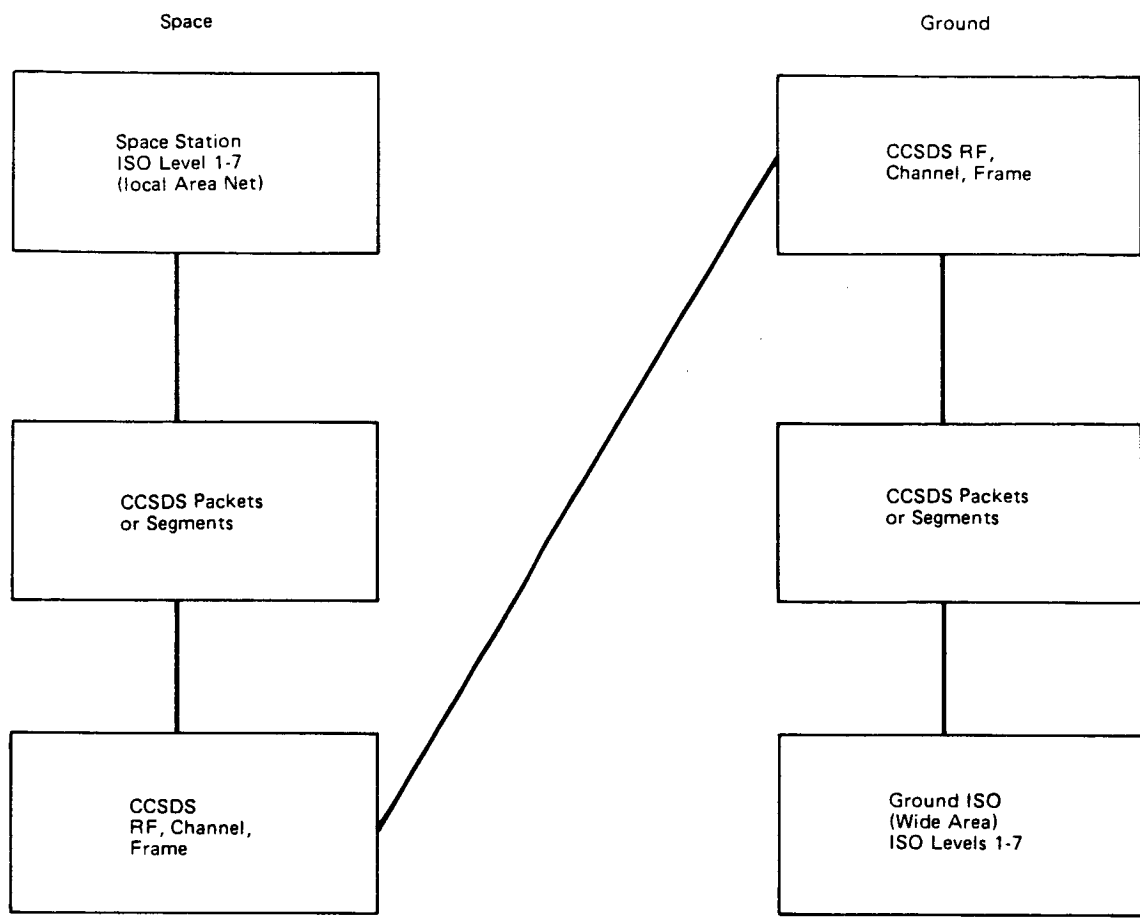 Space
Space Station
ISO Level 1-7
(local Area Net)
CCSDS Packets
or Segments
CCSDS
RF, Channel,
Frame
Ground
CCSDS RF,
Channel, Frame
CCSDS Packets
or Segments
Ground ISO
(Wide Area)
ISO Levels 1-7